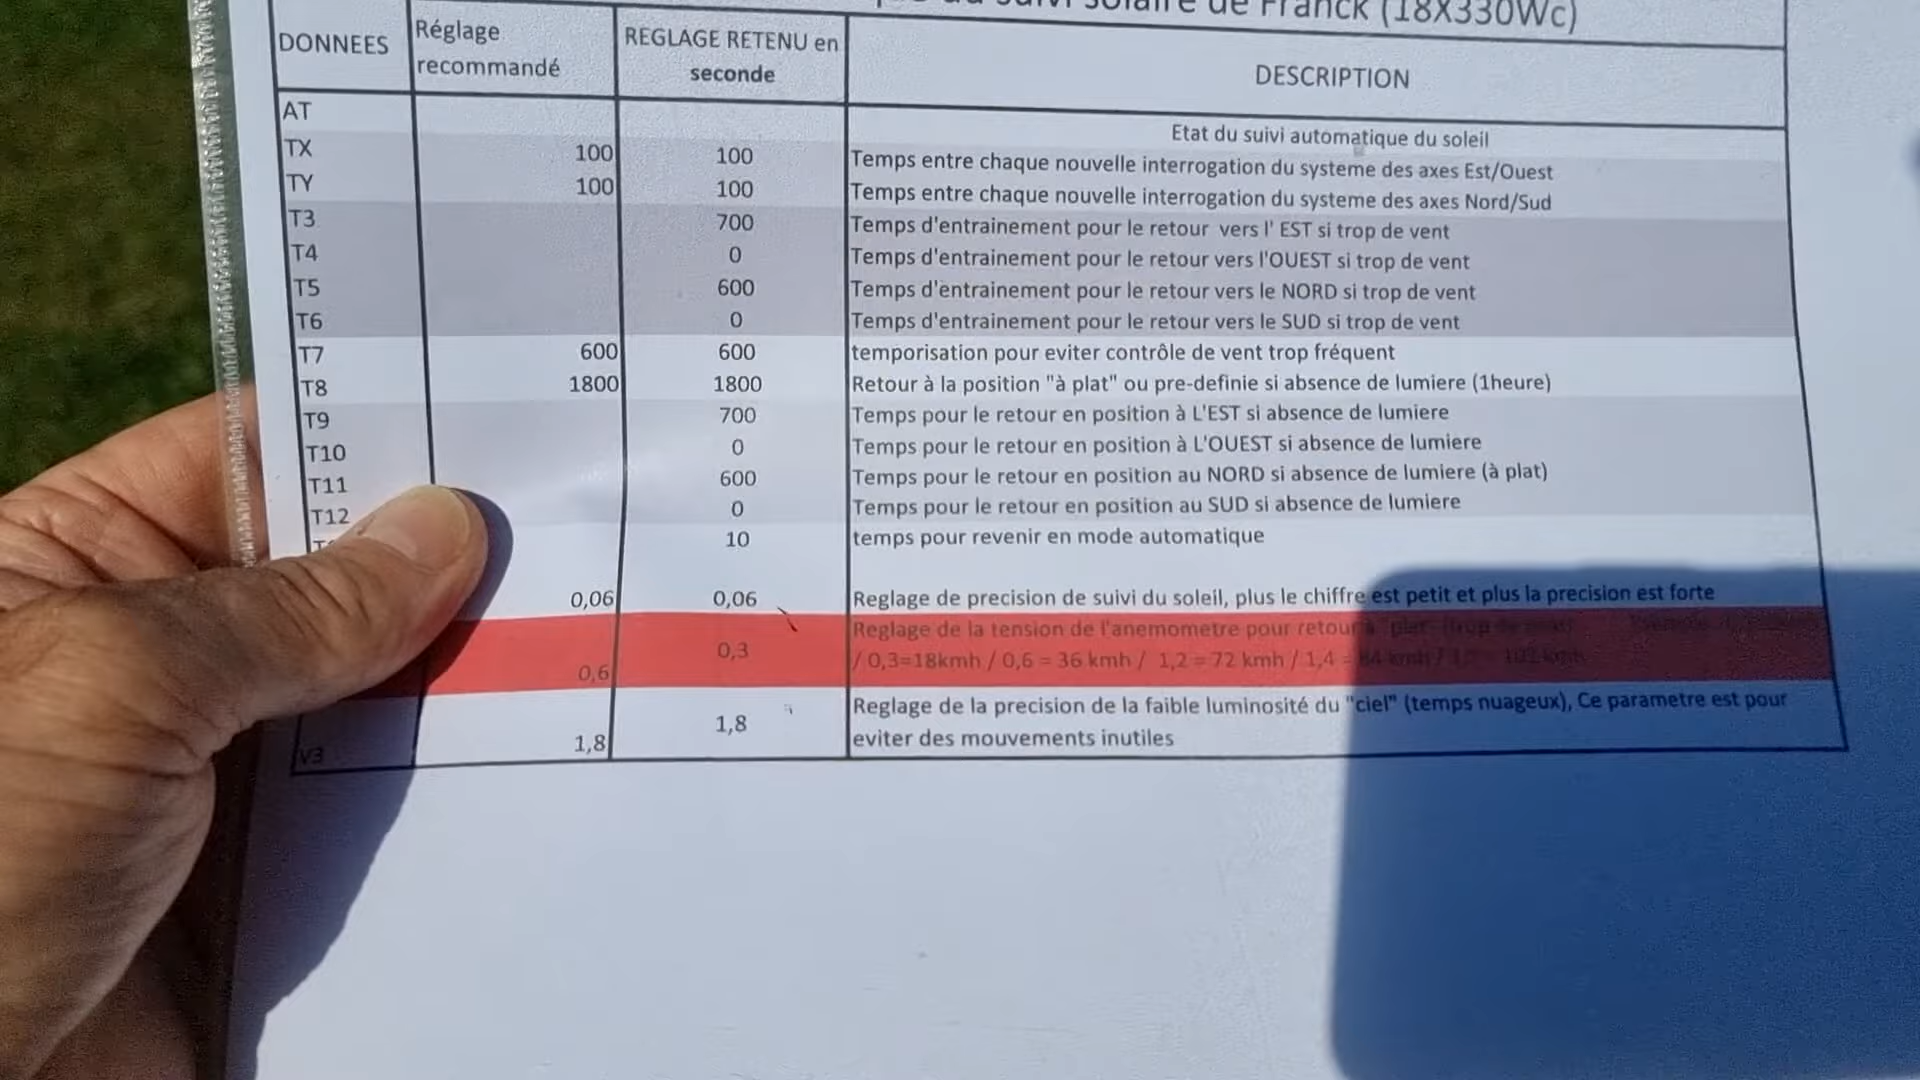 suivi solaire de Franck (18X330Wc)
DONNEES Réglage recommandé REGLAGE RETENU en seconde DESCRIPTION
AT Etat du suivi automatique du soleil
TX 100 100 Temps entre chaque nouvelle interrogation du systeme des axes Est/Ouest
TY 100 100 Temps entre chaque nouvelle interrogation du systeme des axes Nord/Sud
T3 700 Temps d'entrainement pour le retour vers l' EST si trop de vent
T4 0 Temps d'entrainement pour le retour vers l'OUEST si trop de vent
T5 600 Temps d'entrainement pour le retour vers le NORD si trop de vent
T6 0 Temps d'entrainement pour le retour vers le SUD si trop de vent
T7 600 600 temporisation pour eviter contrôle de vent trop fréquent
T8 1800 1800 Retour à la position "à plat" ou pre-definie si absence de lumiere (1heure)
T9 700 Temps pour le retour en position à L'EST si absence de lumiere
T10 0 Temps pour le retour en position à L'OUEST si absence de lumiere
T11 600 Temps pour le retour en position au NORD si absence de lumiere (à plat)
T12 0 Temps pour le retour en position au SUD si absence de lumiere
10 temps pour revenir en mode automatique
0,06 0,06 Reglage de precision de suivi du soleil, plus le chiffre est petit et plus la precision est forte
Reglage de la tension de l'anemometre pour retour
0,6 0,3 / 0,3=18kmh / 0,6 = 36 kmh / 1,2 = 72 kmh / 1,4 =
Reglage de la precision de la faible luminosité du "ciel" (temps nuageux), Ce parametre est pour
V3 1,8 1,8 eviter des mouvements inutiles